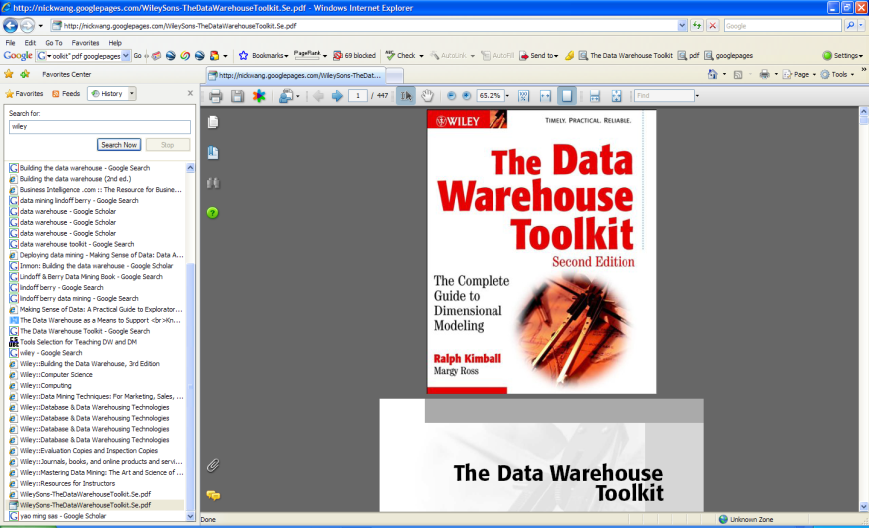 http://nickwang.googlepages.com/WileySons-TheDataWarehouseToolkit.Se.pdf - Windows Internet Explorer
http://nickwang.googlepages.com/WileySons-TheDataWarehouseToolkit.Se.pdf
Google
File Edit Go To Favorites Help
Google oolkit" pdf googlepages Go Bookmarks PageRank 69 blocked Check AutoLink AutoFill Send to The Data Warehouse Toolkit pdf googlepages Settings
Favorites Center
http://nickwang.googlepages.com/WileySons-TheDat...
Page Tools
Favorites Feeds History x
1 / 447 65.2% Find
Search for:
wiley
Search Now Stop
Building the data warehouse - Google Search
Building the data warehouse (2nd ed.)
Business Intelligence .com :: The Resource for Busine...
data mining lindoff berry - Google Search
data warehouse - Google Scholar
data warehouse - Google Scholar
data warehouse - Google Scholar
data warehouse toolkit - Google Search
Deploying data mining - Making Sense of Data: Data A...
Inmon: Building the data warehouse - Google Scholar
Lindoff & Berry Data Mining Book - Google Search
lindoff berry - Google Search
lindoff berry data mining - Google Search
Making Sense of Data: A Practical Guide to Explorator...
The Data Warehouse as a Means to Support <br>Kn...
The Data Warehouse Toolkit - Google Search
Tools Selection for Teaching DW and DM
wiley - Google Search
Wiley::Building the Data Warehouse, 3rd Edition
Wiley::Computer Science
Wiley::Computing
Wiley::Data Mining Techniques: For Marketing, Sales, ...
Wiley::Database & Data Warehousing Technologies
Wiley::Database & Data Warehousing Technologies
Wiley::Database & Data Warehousing Technologies
Wiley::Database & Data Warehousing Technologies
Wiley::Evaluation Copies and Inspection Copies
Wiley::Journals, books, and online products and servi...
Wiley::Mastering Data Mining: The Art and Science of ...
Wiley::Resources for Instructors
WileySons-TheDataWarehouseToolkit.Se.pdf
WileySons-TheDataWarehouseToolkit.Se.pdf
yao ming sas - Google Scholar
WILEY
TIMELY. PRACTICAL. RELIABLE.
The Data
Warehouse
Toolkit
Second Edition
The Complete
Guide to
Dimensional
Modeling
Ralph Kimball
Margy Ross
The Data Warehouse
Toolkit
Done
Unknown Zone